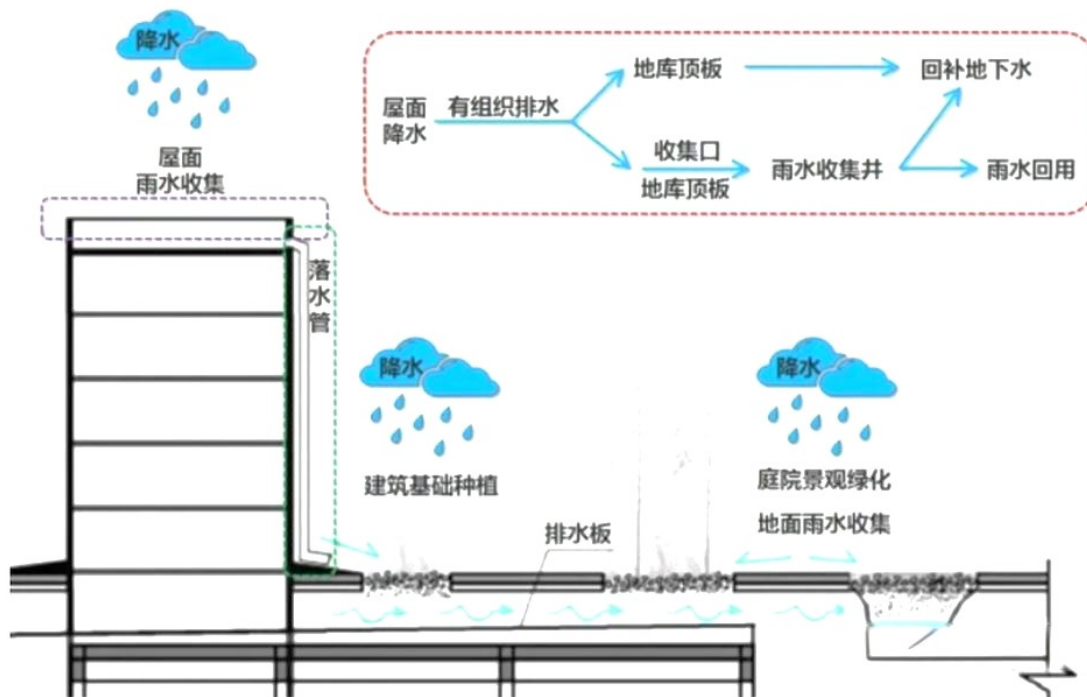 降水
地库顶板
回补地下水
屋面
降水
有组织排水
收集口
地库顶板
雨水收集井
雨水回用
屋面
雨水收集
落
水
管
降水
降水
建筑基础种植
庭院景观绿化
地面雨水收集
排水板